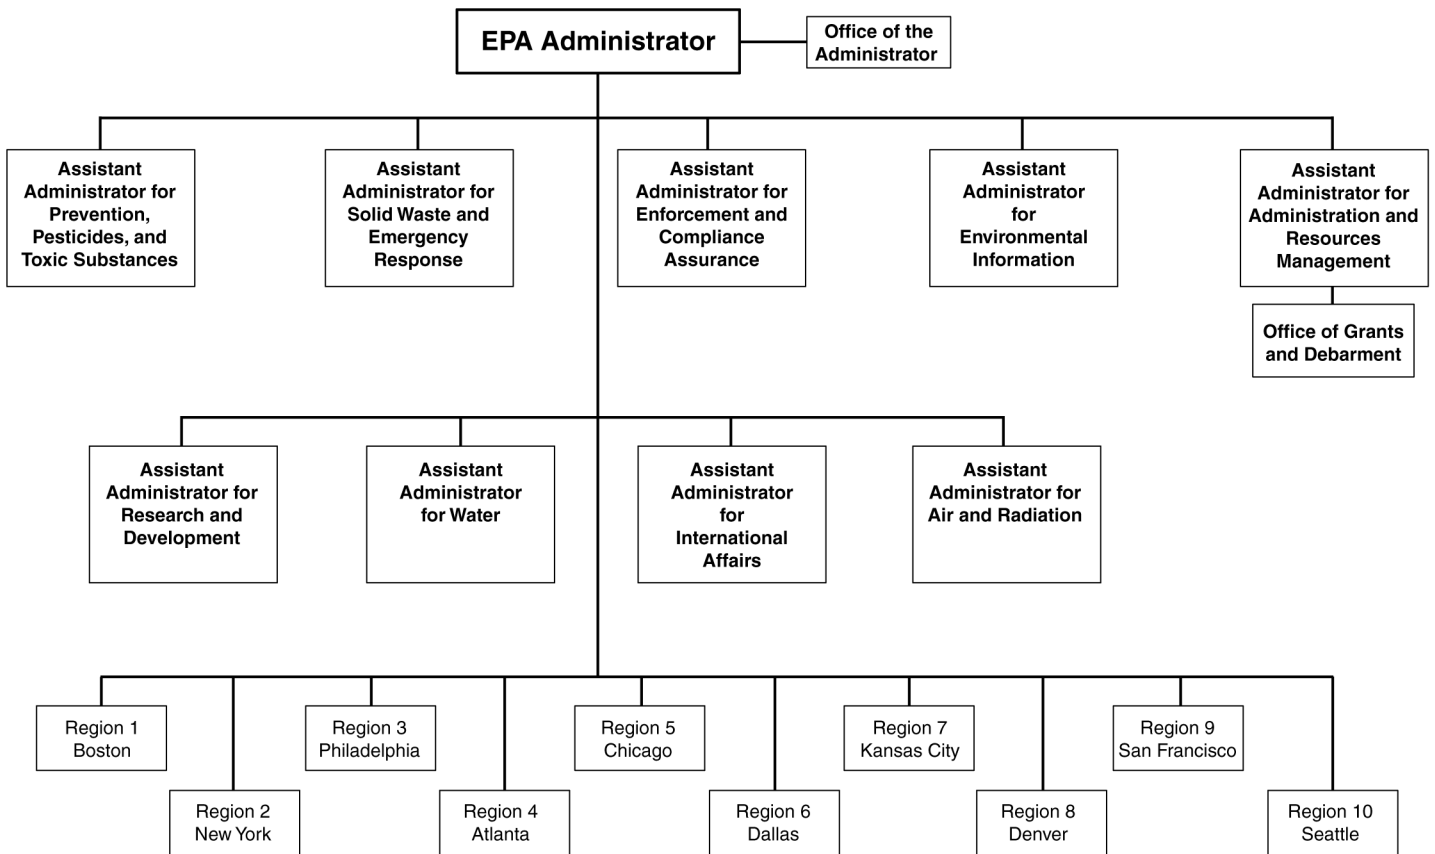 EPA Administrator
Office of the
Administrator
Assistant
Administrator for
Prevention,
Pesticides, and
Toxic Substances
Assistant
Administrator for
Solid Waste and
Emergency
Response
Assistant
Administrator for
Enforcement and
Compliance
Assurance
Assistant
Administrator
for
Environmental
Information
Assistant
Administrator for
Administration and
Resources
Management
Office of Grants
and Debarment
Assistant
Administrator for
Research and
Development
Assistant
Administrator
for Water
Assistant
Administrator
for
International
Affairs
Assistant
Administrator for
Air and Radiation
Region 1
Boston
Region 2
New York
Region 3
Philadelphia
Region 4
Atlanta
Region 5
Chicago
Region 6
Dallas
Region 7
Kansas City
Region 8
Denver
Region 9
San Francisco
Region 10
Seattle